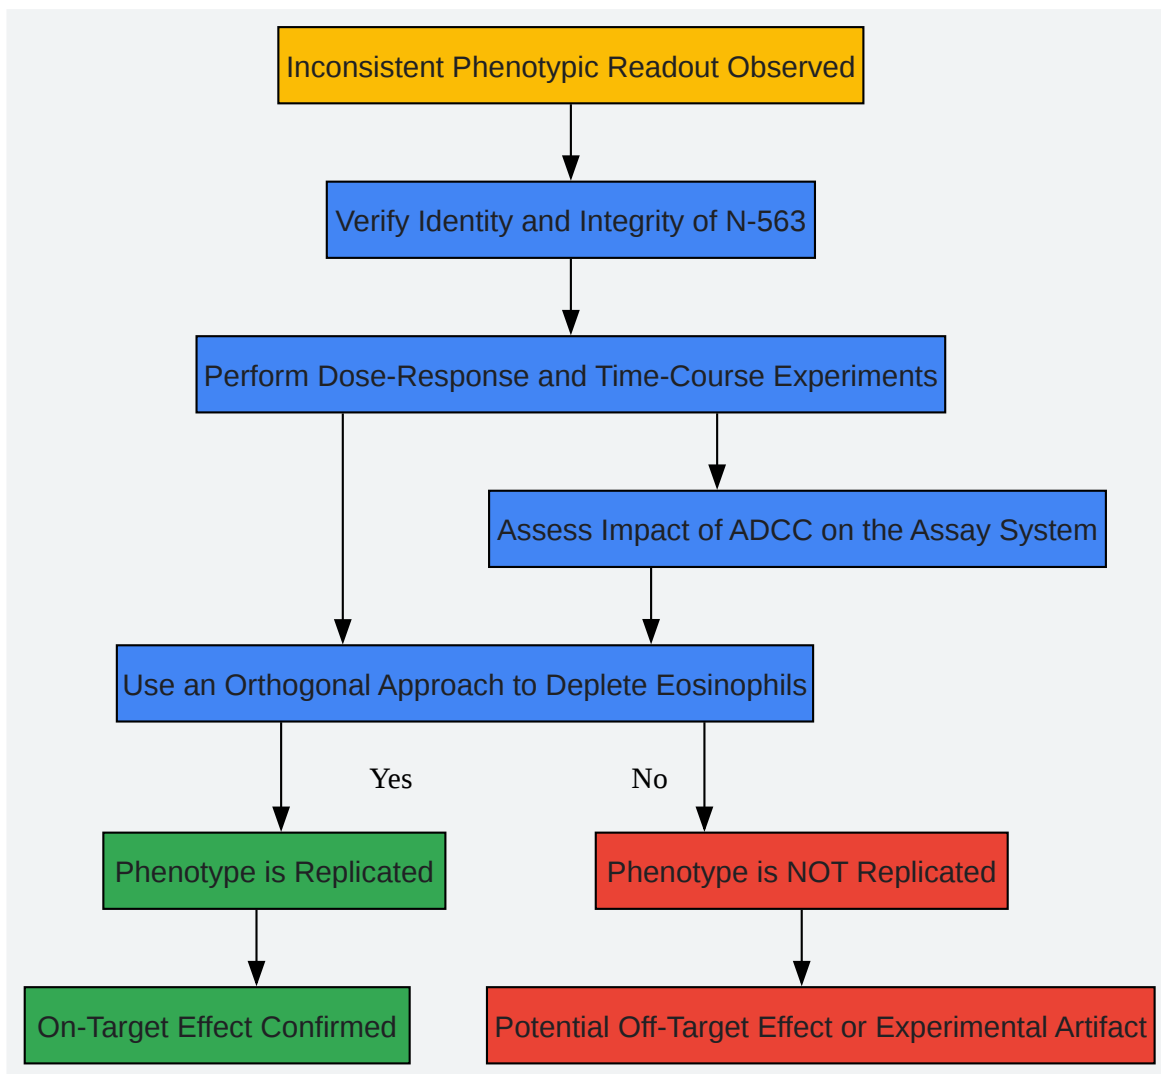 Inconsistent Phenotypic Readout Observed
Verify Identity and Integrity of N-563
Perform Dose-Response and Time-Course Experiments
Assess Impact of ADCC on the Assay System
Use an Orthogonal Approach to Deplete Eosinophils
Yes
No
Phenotype is Replicated
Phenotype is NOT Replicated
On-Target Effect Confirmed
Potential Off-Target Effect or Experimental Artifact